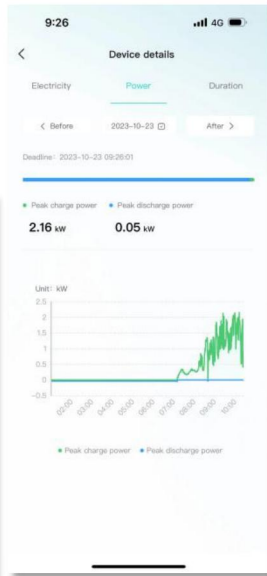 9:26
4G
Device details
Electricity Power Duration
Before 2023-10-23 After
Deadline: 2023-10-23 09:26:01
Peak charge power Peak discharge power
2.16 kW 0.05 kW
Unit: kW
2.5
2
1.5
1
0.5
0
-0.5
02:00 03:00 04:00 05:00 06:00 07:00 08:00 09:00 10:00
Peak charge power Peak discharge power